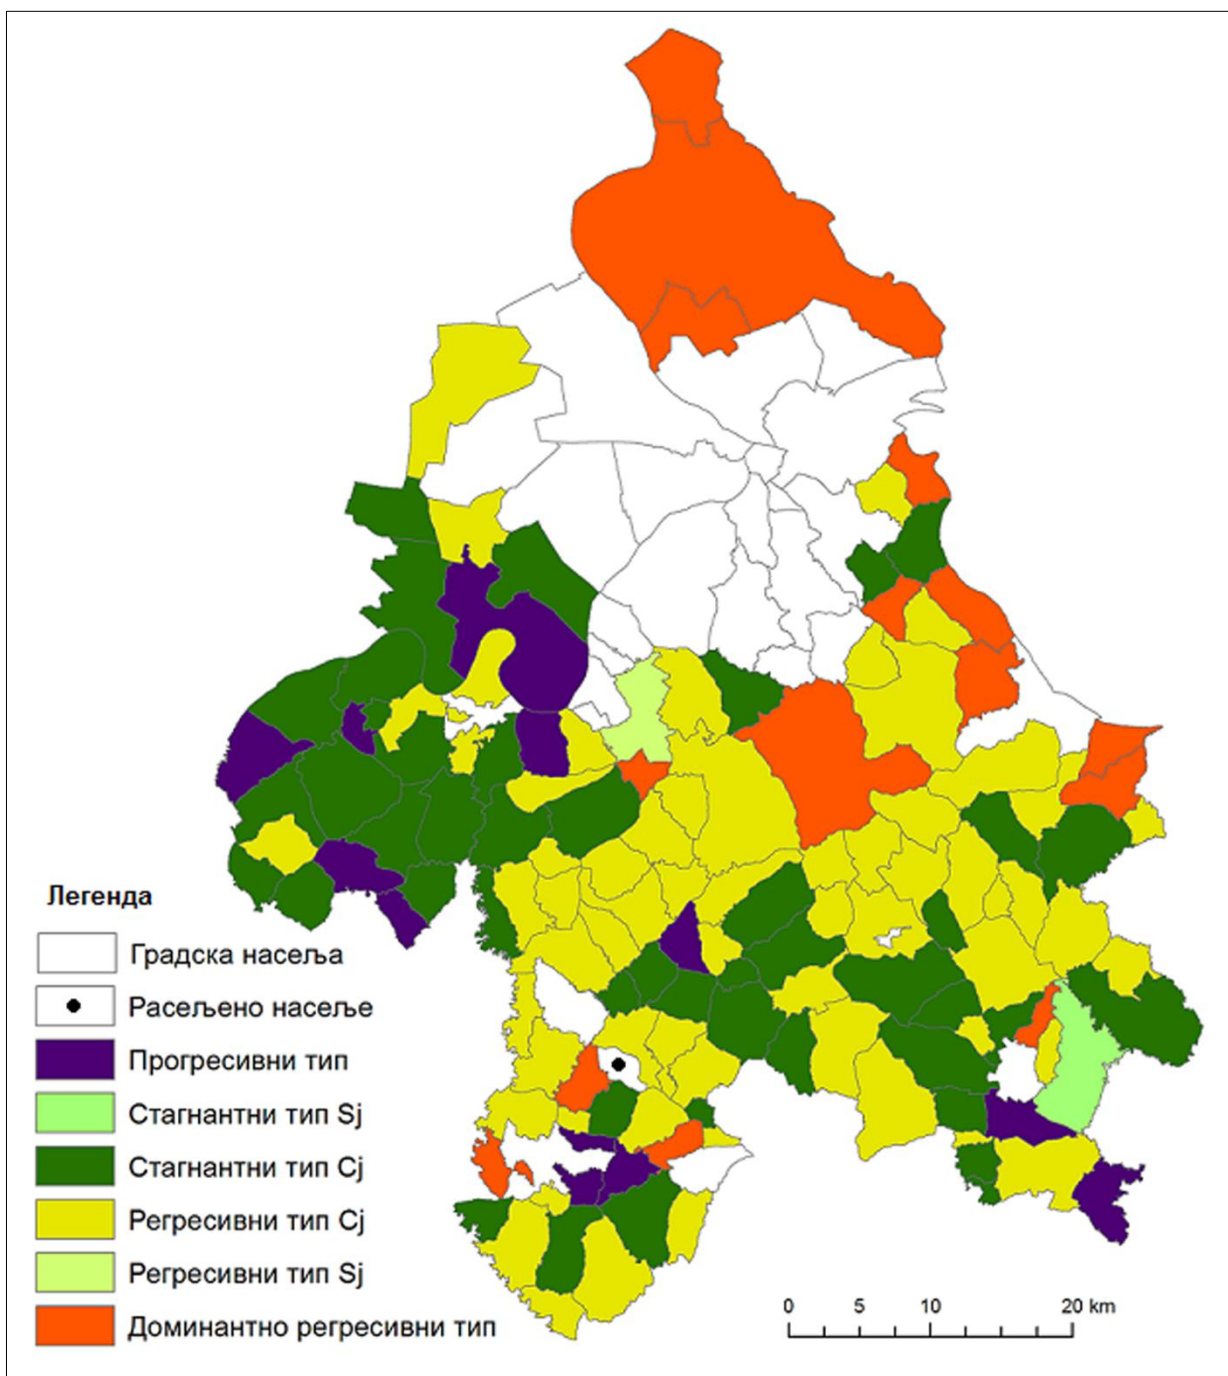 Легенда
Градска насеља
Расељено насеље
Прогресивни тип
Стагнантни тип Sj
Стагнантни тип Cj
Регресивни тип Cj
Регресивни тип Sj
Доминантно регресивни тип
0 5 10 20 km